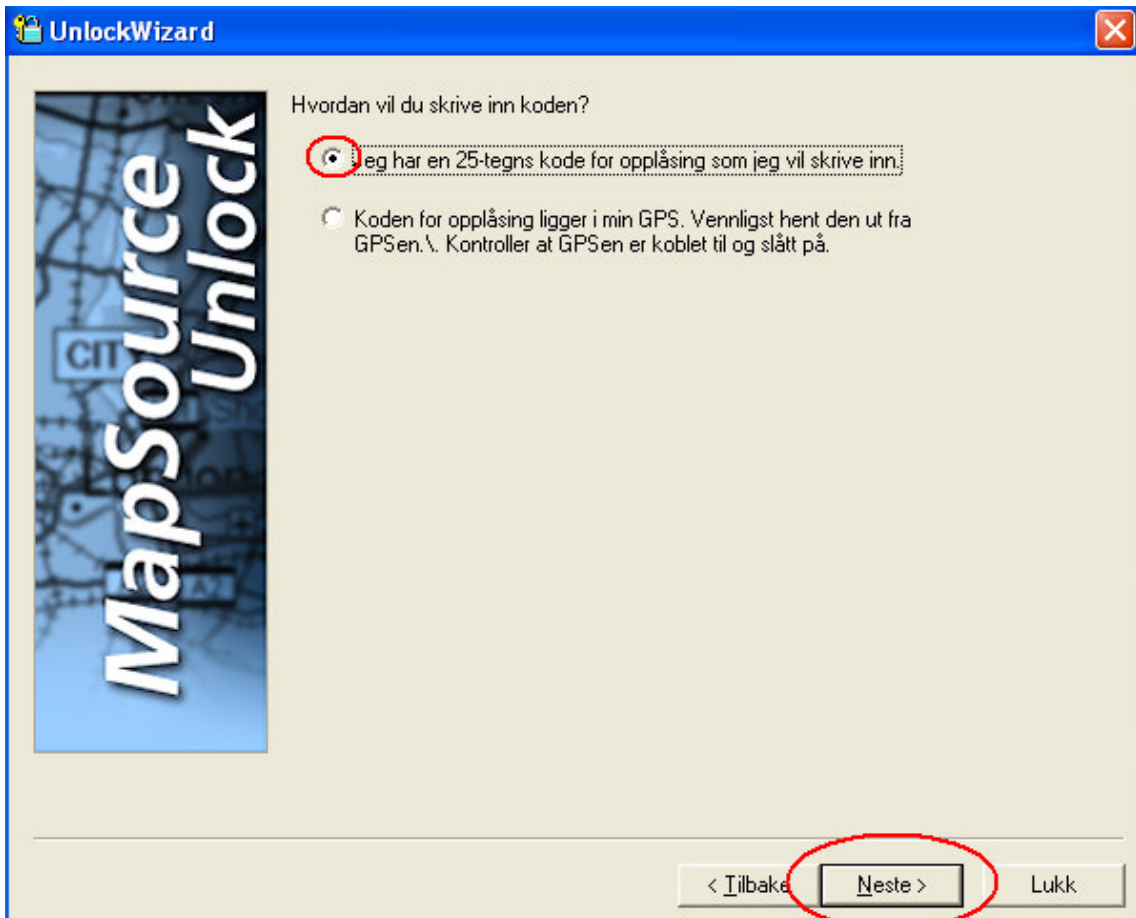 UnlockWizard
MapSource
Unlock
CIT
A2
Hvordan vil du skrive inn koden?
Jeg har en 25-tegns kode for opplåsing som jeg vil skrive inn.
Koden for opplåsing ligger i min GPS. Vennligst hent den ut fra
GPSen.\. Kontroller at GPSen er koblet til og slått på.
< Tilbake
Neste >
Lukk